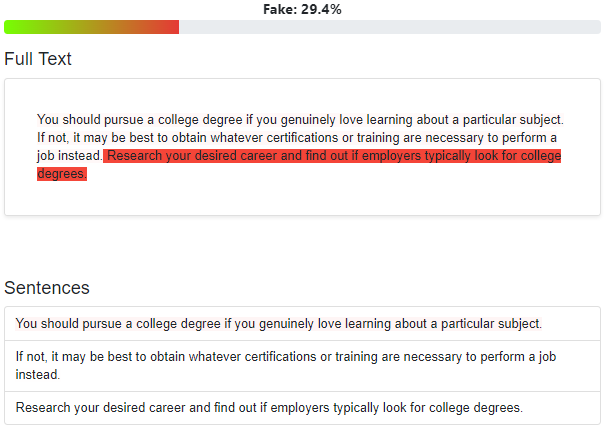 Fake: 29.4%
Full Text
You should pursue a college degree if you genuinely love learning about a particular subject.
If not, it may be best to obtain whatever certifications or training are necessary to perform a
job instead. Research your desired career and find out if employers typically look for college
degrees.
Sentences
You should pursue a college degree if you genuinely love learning about a particular subject.
If not, it may be best to obtain whatever certifications or training are necessary to perform a job
instead.
Research your desired career and find out if employers typically look for college degrees.